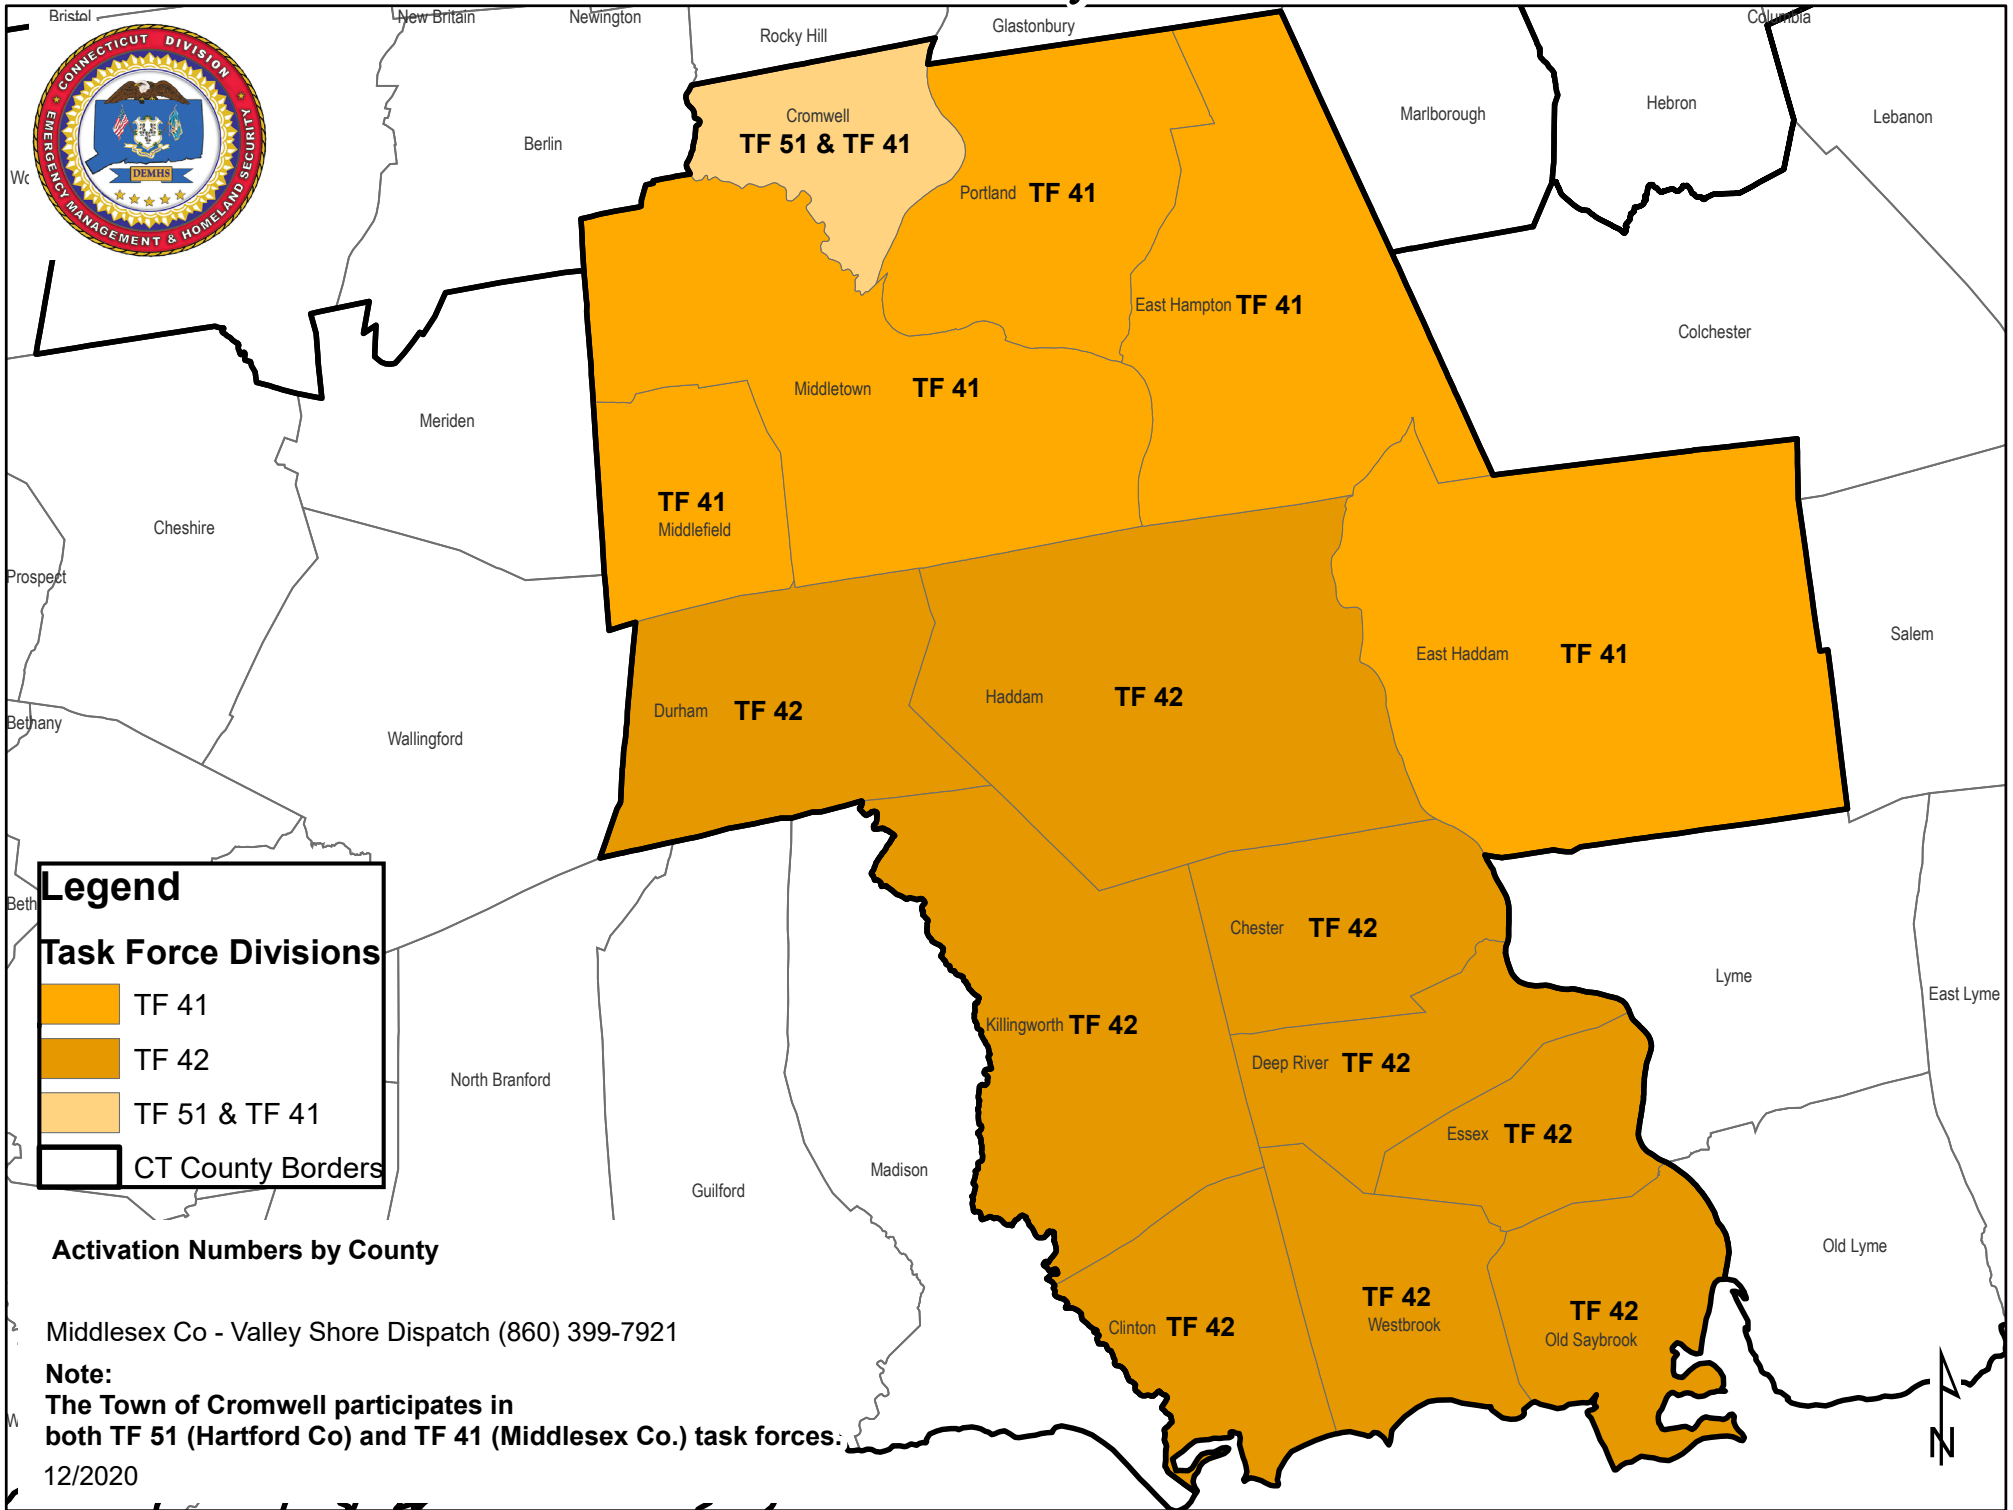 Bristol
New Britain
Newington
Rocky Hill
Glastonbury
Columbia
CONNECTICUT DIVISION
EMERGENCY MANAGEMENT & HOMELAND SECURITY
DEMHS
Berlin
Cromwell
TF 51 & TF 41
Marlborough
Hebron
Lebanon
Portland TF 41
East Hampton TF 41
Colchester
Middletown TF 41
Meriden
TF 41
Middlefield
Cheshire
Prospect
East Haddam TF 41
Salem
Durham TF 42
Haddam TF 42
Bethany
Wallingford
Legend
Task Force Divisions
TF 41
TF 42
TF 51 & TF 41
CT County Borders
Beth
Chester TF 42
Lyme
East Lyme
Killingworth TF 42
Deep River TF 42
North Branford
Essex TF 42
Madison
Guilford
Old Lyme
Clinton TF 42
TF 42
Westbrook
TF 42
Old Saybrook
Activation Numbers by County
Middlesex Co - Valley Shore Dispatch (860) 399-7921
Note:
The Town of Cromwell participates in
both TF 51 (Hartford Co) and TF 41 (Middlesex Co.) task forces.
12/2020
N